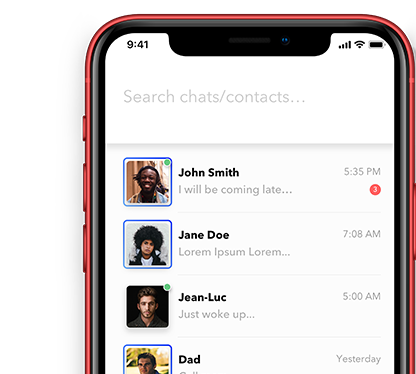 9:41
Search chats/contacts...
John Smith 5:35 PM
I will be coming late... 3
Jane Doe 7:08 AM
Lorem Ipsum Lorem...
Jean-Luc 5:00 AM
Just woke up...
Dad Yesterday